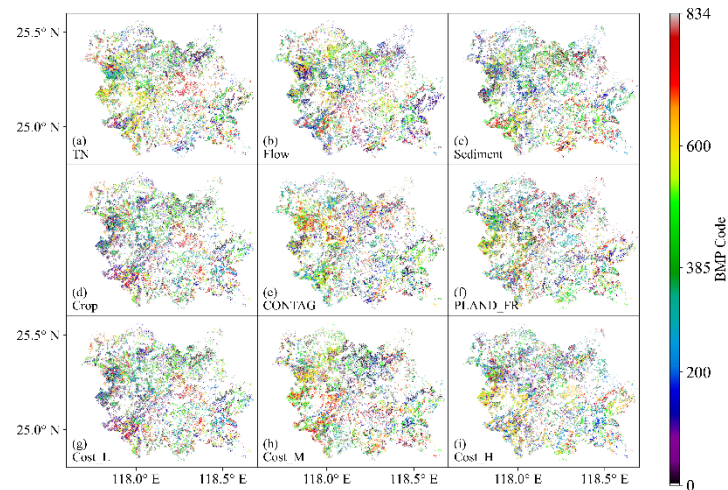 25.5° N
25.0° N
(a)
TN
(b)
Flow
(c)
Sediment
834
600
385
200
0
BMP Code
(d)
Crop
(e)
CONTAG
(f)
PLAND_FR
25.5° N
25.0° N
(g)
Cost_L
(h)
Cost_M
(i)
Cost_H
118.0° E 118.5° E 118.0° E 118.5° E 118.0° E 118.5° E